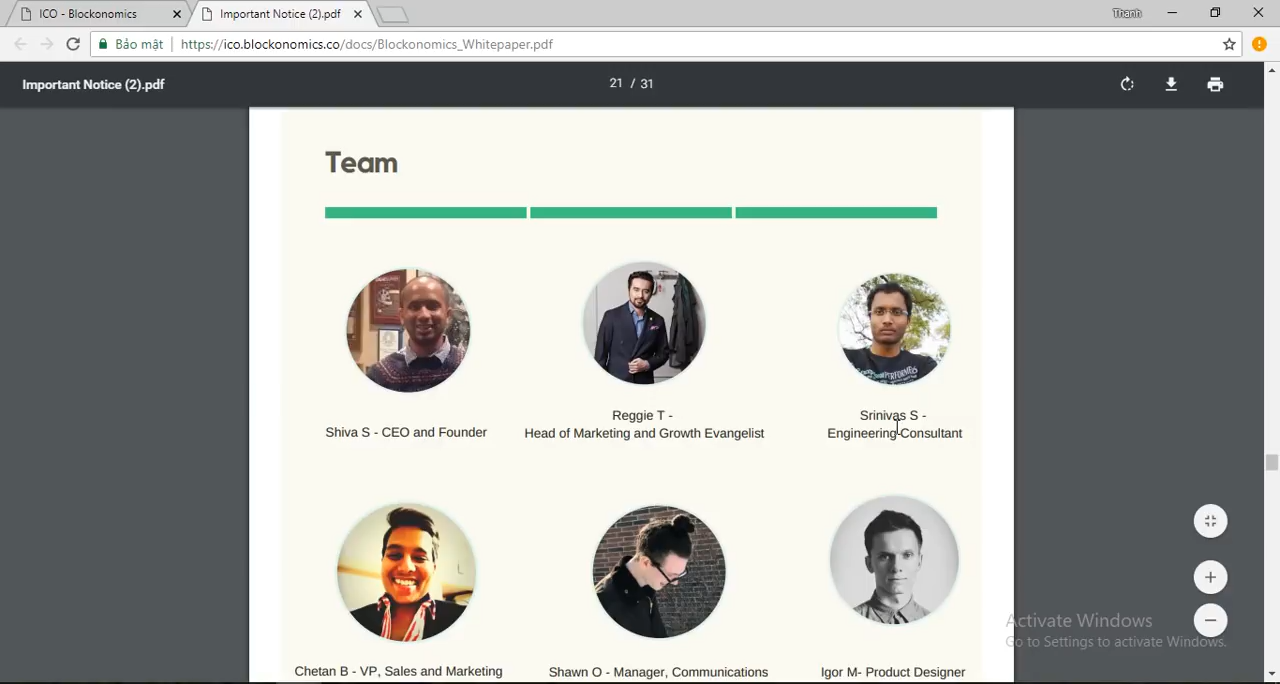 ICO - Blockonomics
Important Notice (2).pdf
Thanh
Bảo mật
https://ico.blockonomics.co/docs/Blockonomics_Whitepaper.pdf
Important Notice (2).pdf
21 / 31
Team
Shiva S - CEO and Founder
Reggie T -
Head of Marketing and Growth Evangelist
Srinivas S -
Engineering Consultant
Chetan B - VP, Sales and Marketing
Shawn O - Manager, Communications
Igor M- Product Designer
Activate Windows
Go to Settings to activate Windows.